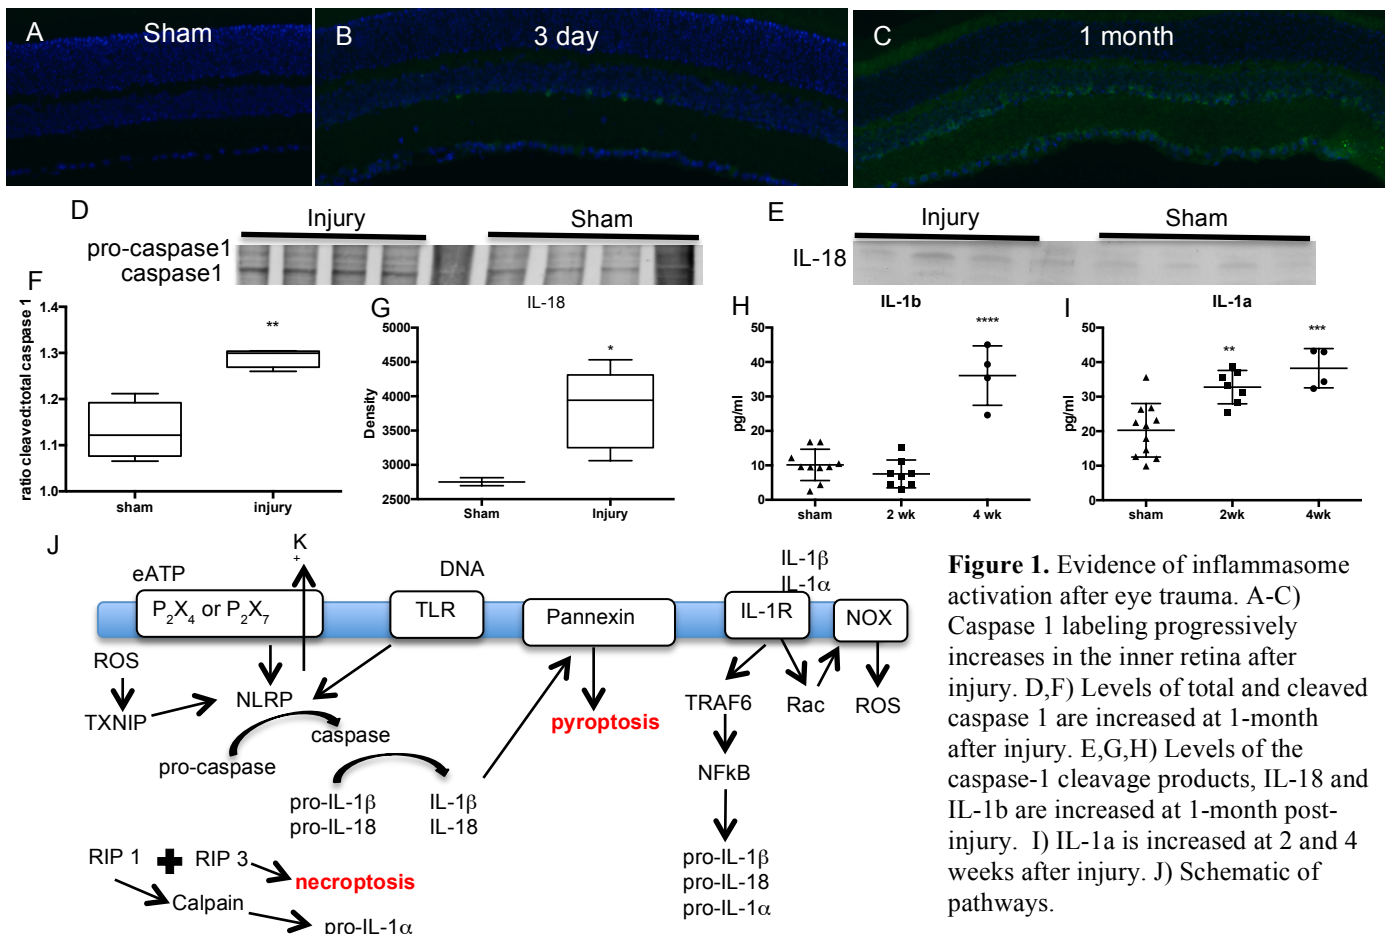 A
Sham
B
3 day
C
1 month
D
Injury
Sham
pro-caspase1
caspase1
E
Injury
Sham
IL-18
F
ratio cleaved:total caspase 1
1.4
1.3
1.2
1.1
1.0
**
sham
injury
G
IL-18
Density
5000
4500
4000
3500
3000
2500
*
Sham
Injury
H
IL-1b
pg/ml
50
40
30
20
10
0
****
sham
2 wk
4 wk
I
IL-1a
pg/ml
50
40
30
20
10
0
**
***
sham
2wk
4wk
J
K
+
eATP
DNA
IL-1β
IL-1α
P2X4 or P2X7
TLR
Pannexin
IL-1R
NOX
ROS
TXNIP
NLRP
pro-caspase
caspase
pyroptosis
TRAF6
Rac
ROS
NFkB
pro-IL-1β
pro-IL-18
IL-1β
IL-18
pro-IL-1β
pro-IL-18
pro-IL-1α
RIP 1
RIP 3
necroptosis
Calpain
pro-IL-1α
Figure 1. Evidence of inflammasome
activation after eye trauma. A-C)
Caspase 1 labeling progressively
increases in the inner retina after
injury. D,F) Levels of total and cleaved
caspase 1 are increased at 1-month
after injury. E,G,H) Levels of the
caspase-1 cleavage products, IL-18 and
IL-1b are increased at 1-month post-
injury. I) IL-1a is increased at 2 and 4
weeks after injury. J) Schematic of
pathways.